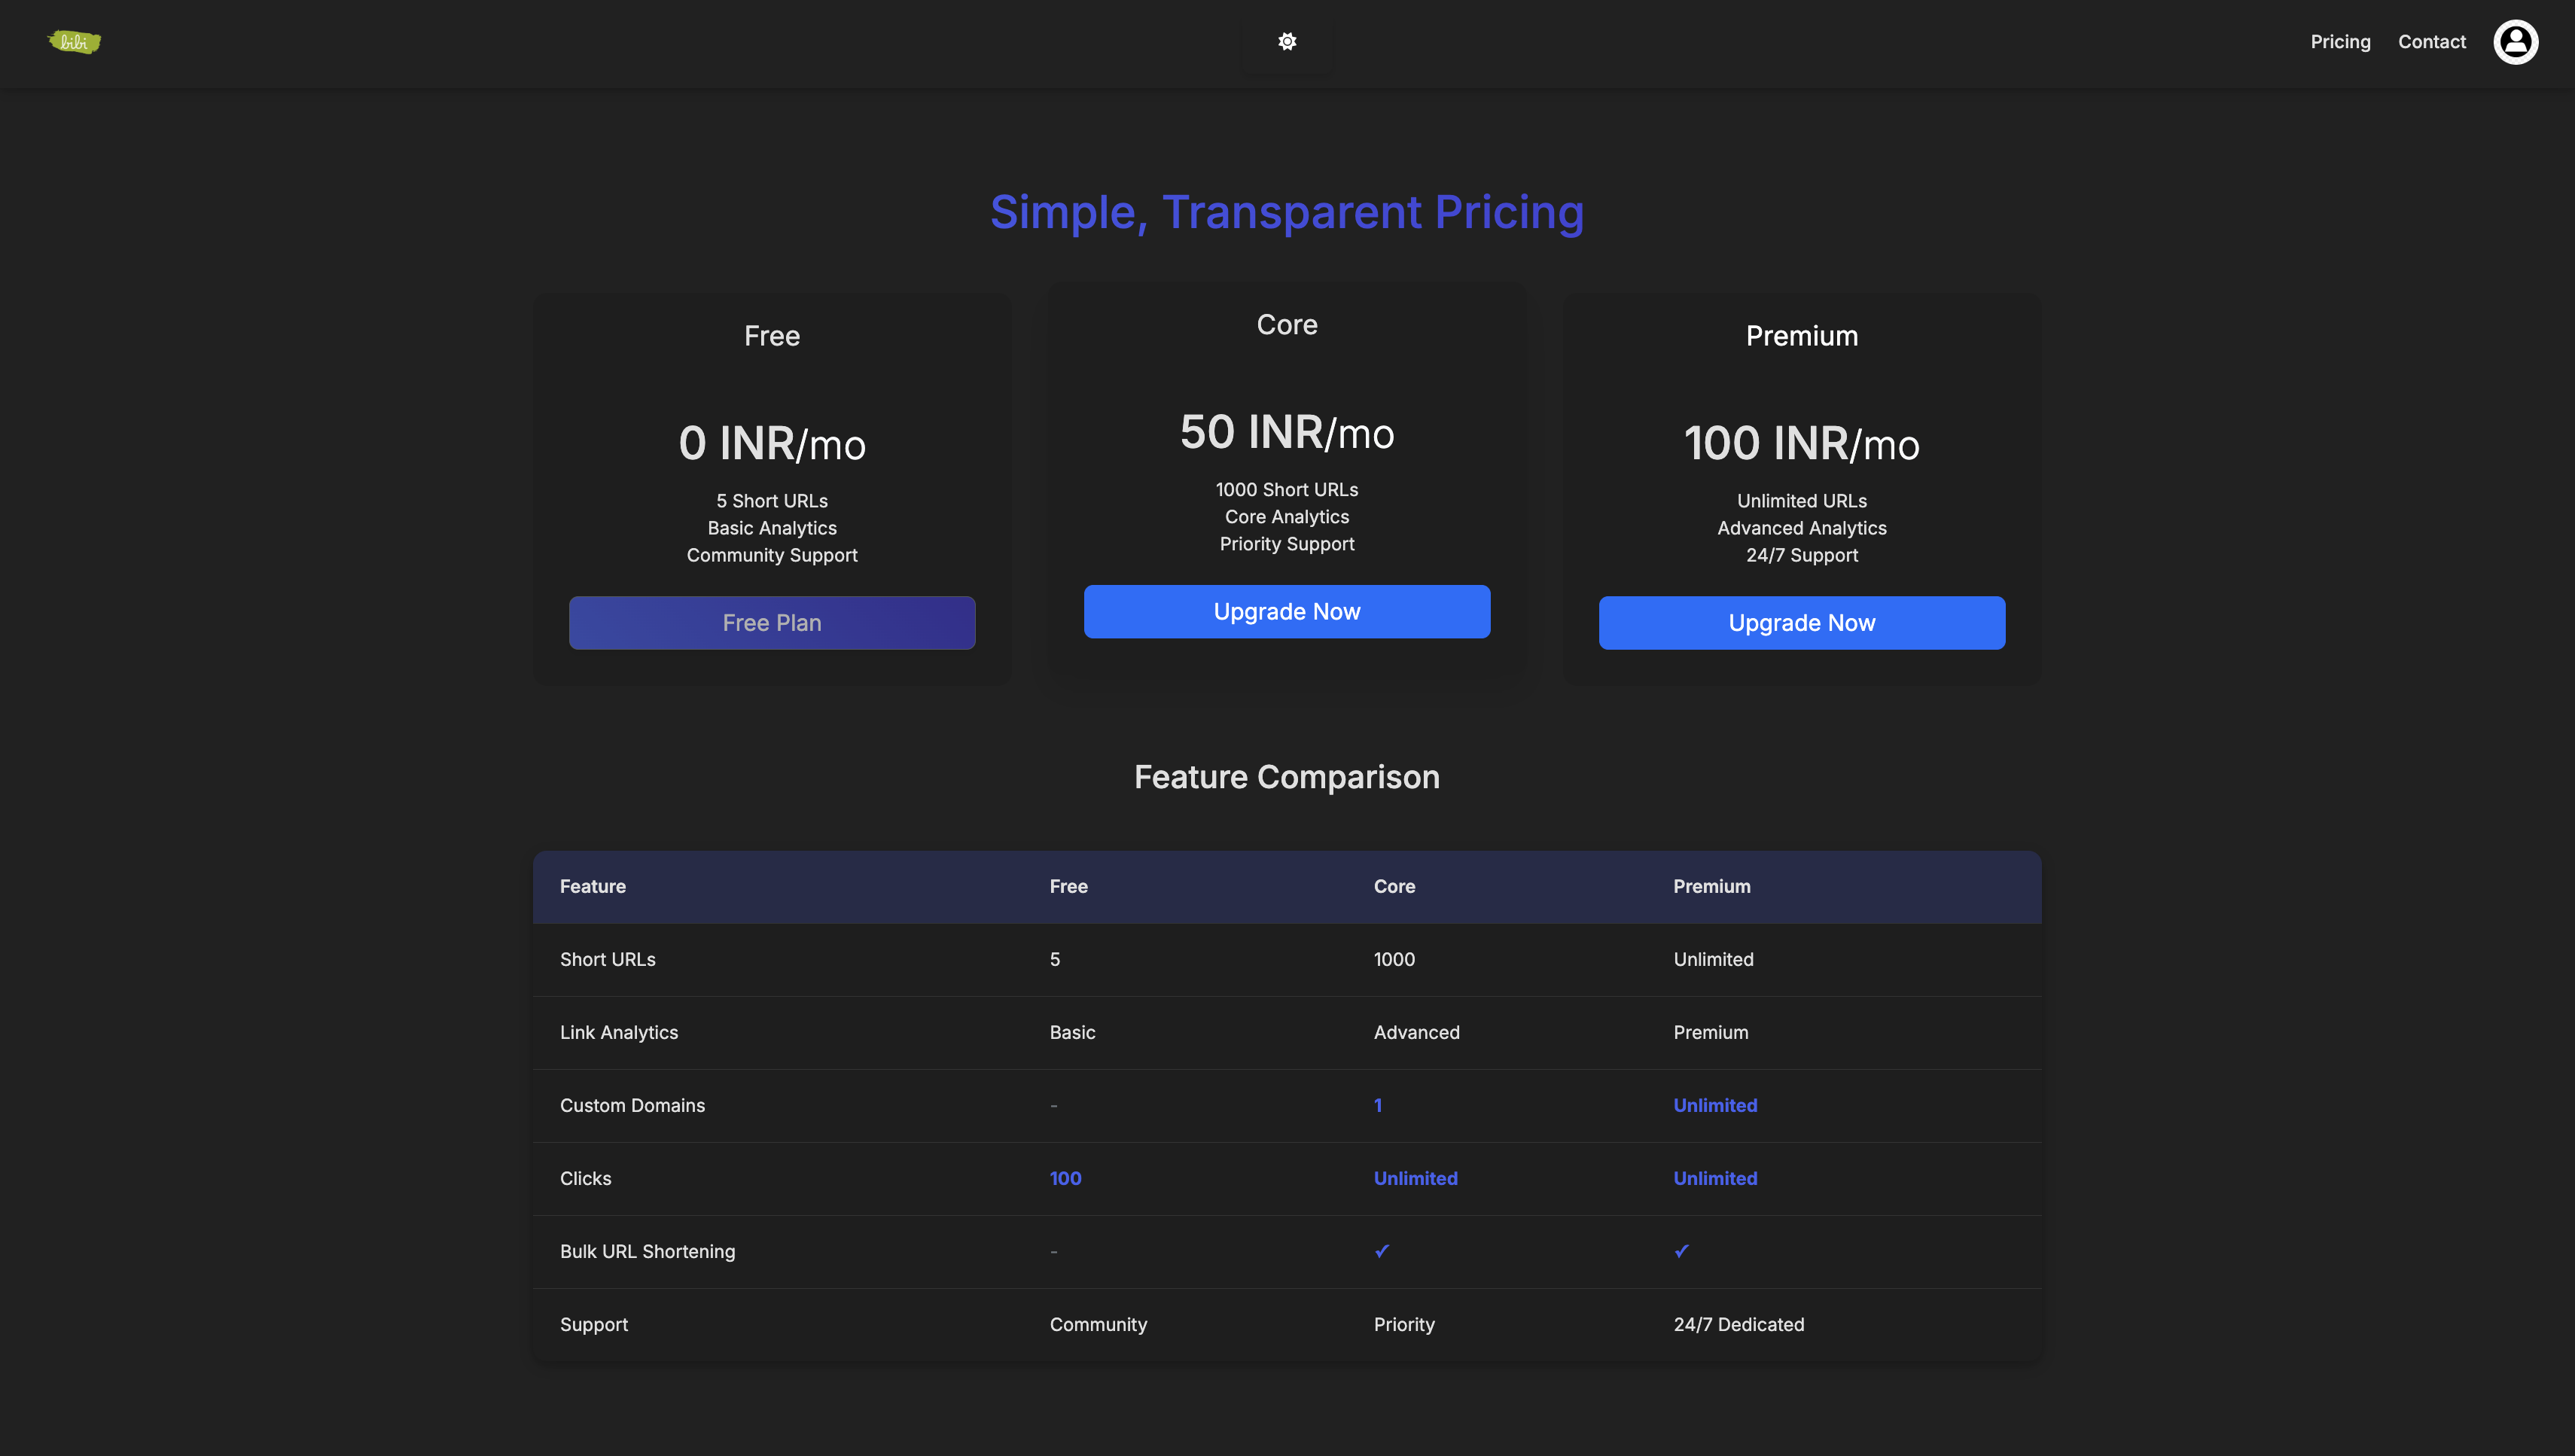 bibi
Pricing Contact
Simple, Transparent Pricing
Free
0 INR/mo
5 Short URLs
Basic Analytics
Community Support
Free Plan
Core
50 INR/mo
1000 Short URLs
Core Analytics
Priority Support
Upgrade Now
Premium
100 INR/mo
Unlimited URLs
Advanced Analytics
24/7 Support
Upgrade Now
Feature Comparison
Feature Free Core Premium
Short URLs 5 1000 Unlimited
Link Analytics Basic Advanced Premium
Custom Domains - 1 Unlimited
Clicks 100 Unlimited Unlimited
Bulk URL Shortening - ✓ ✓
Support Community Priority 24/7 Dedicated